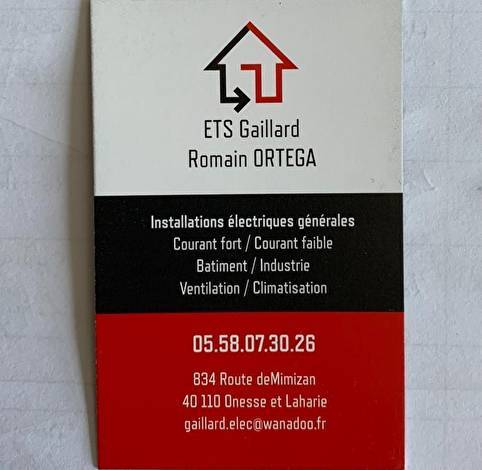 ETS Gaillard
Romain ORTEGA
Installations électriques générales
Courant fort / Courant faible
Batiment / Industrie
Ventilation / Climatisation
05.58.07.30.26
834 Route deMimizan
40 110 Onesse et Laharie
gaillard.elec@wanadoo.fr